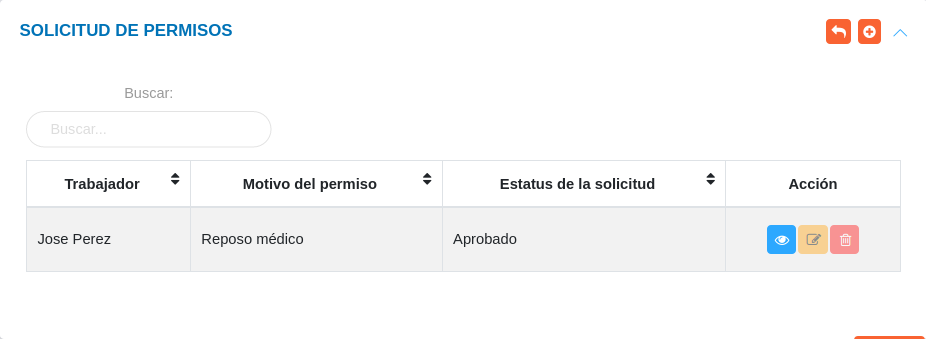 SOLICITUD DE PERMISOS
Buscar:
Buscar...
Trabajador Motivo del permiso Estatus de la solicitud Acción
Jose Perez Reposo médico Aprobado